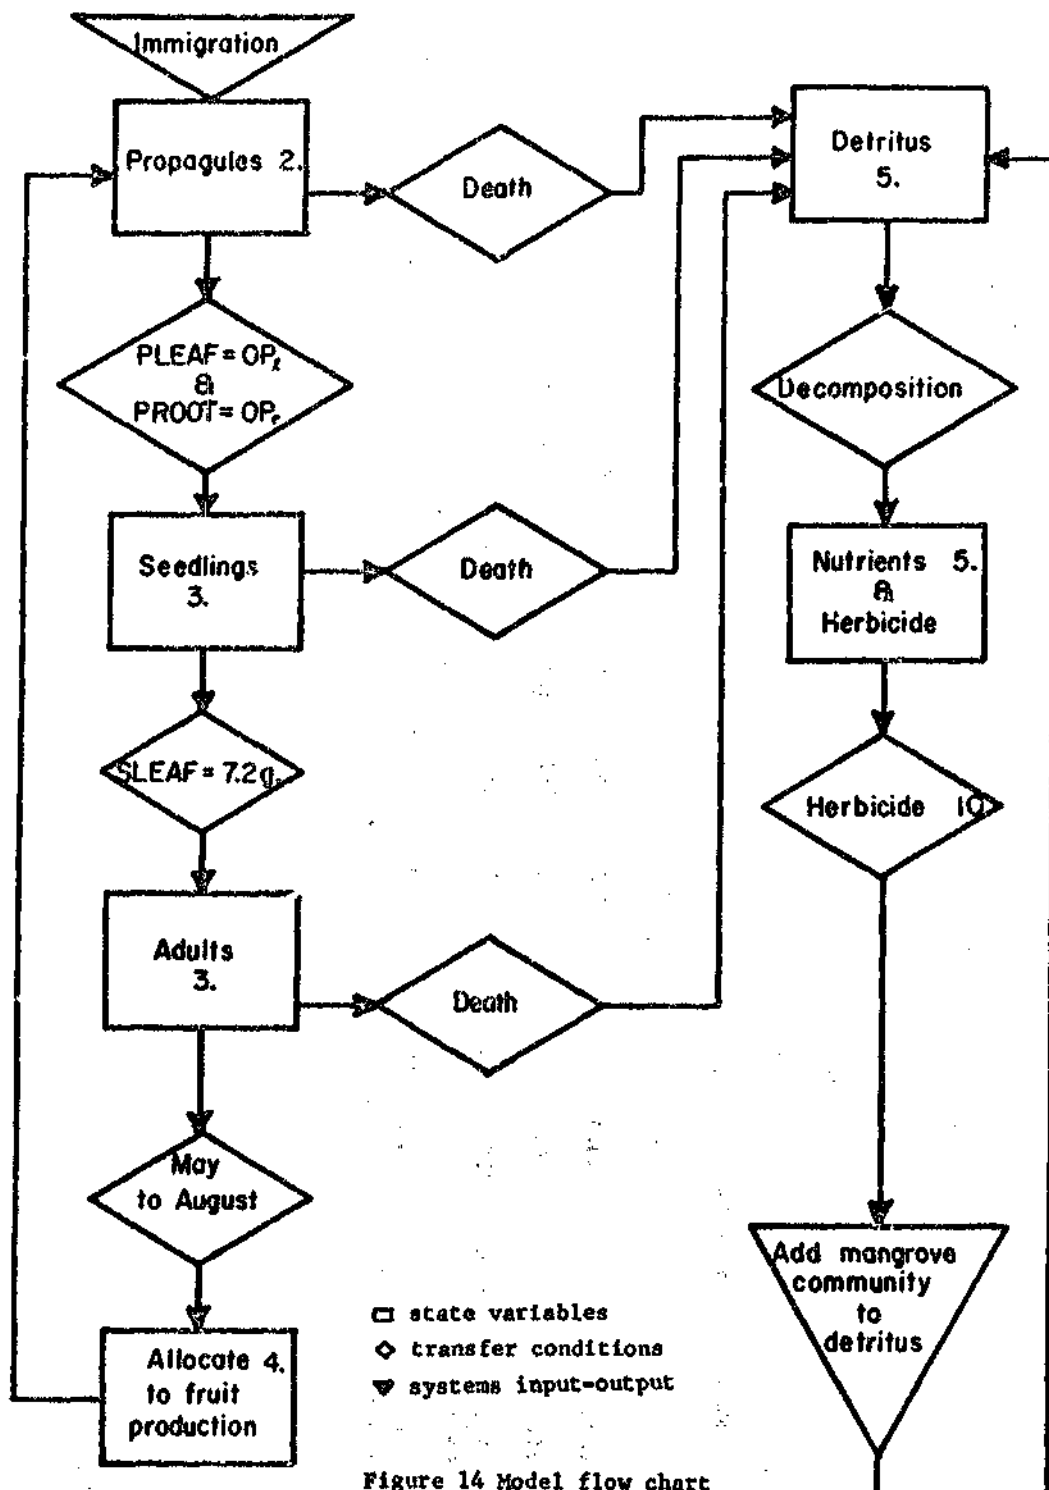 Immigration
Propagules 2.
Death
Detritus
5.
PLEAF = OPℓ
&
PROOT = OPr
Decomposition
Seedlings
3.
Death
Nutrients 5.
&
Herbicide
SLEAF = 7.2g.
Herbicide 10
Adults
3.
Death
May
to August
Add mangrove
community
to
detritus
Allocate 4.
to fruit
production
state variables
transfer conditions
systems input-output
Figure 14 Model flow chart